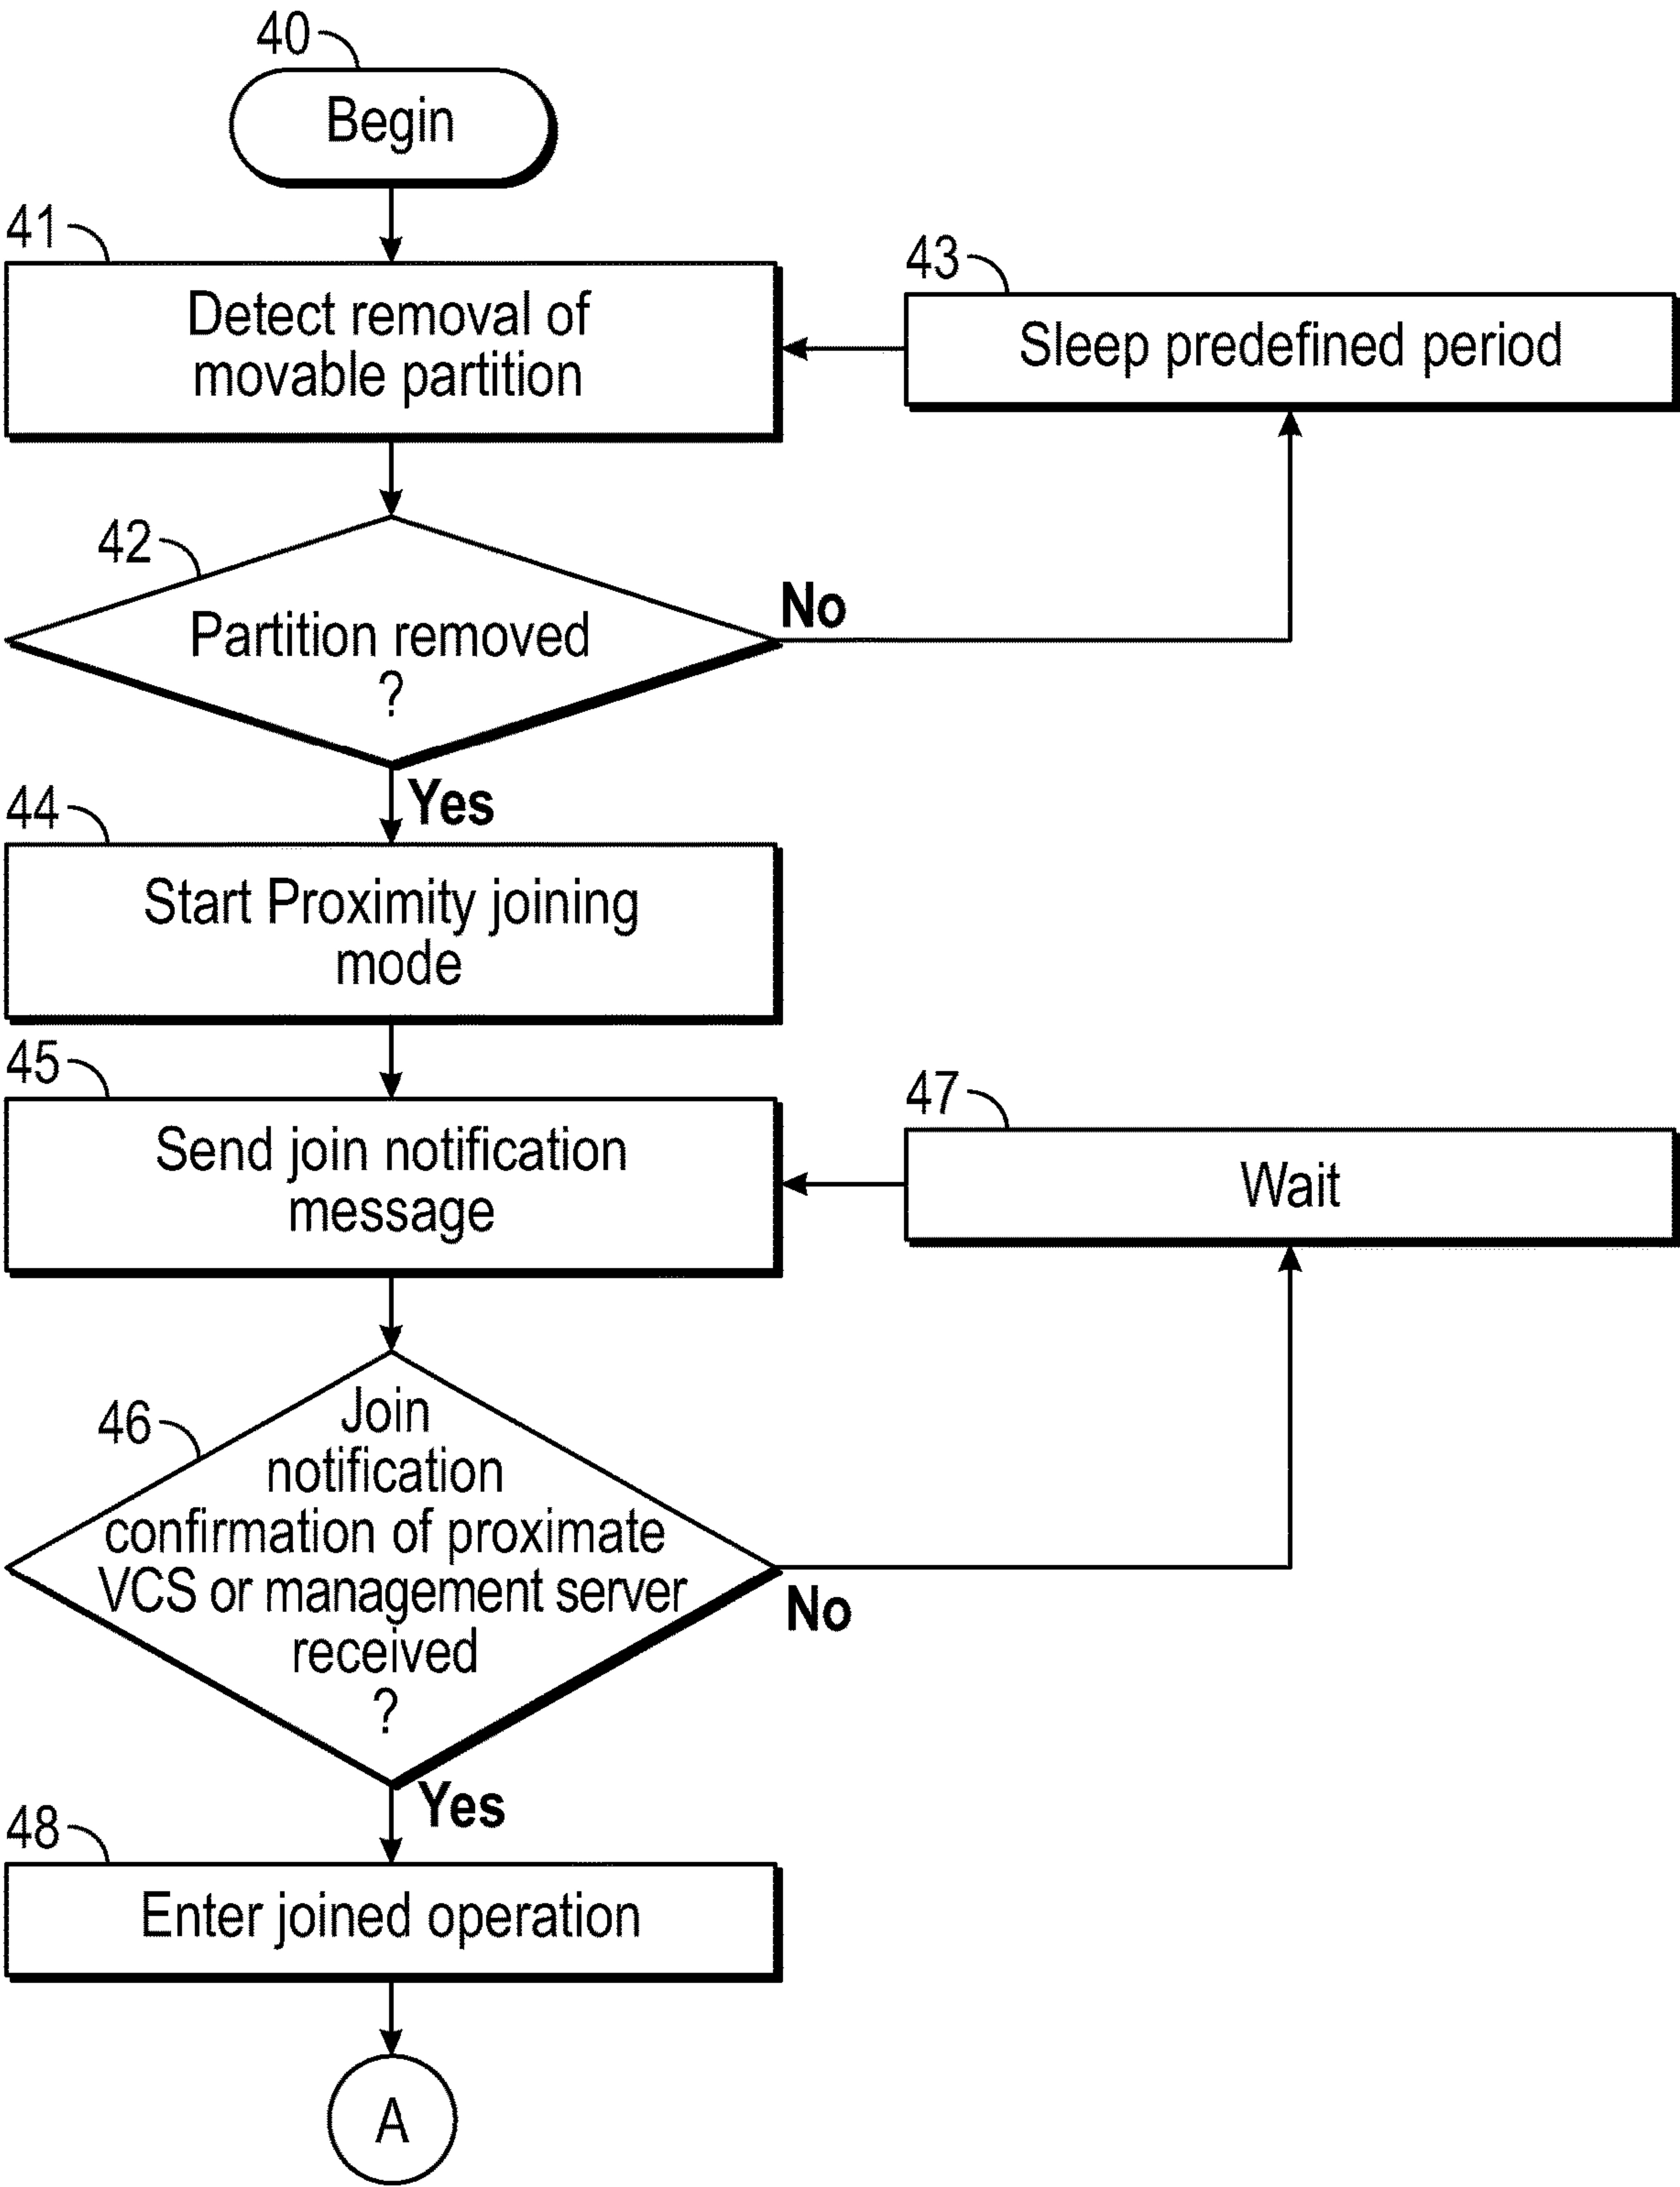 40
Begin
41
Detect removal of
movable partition
43
Sleep predefined period
42
Partition removed
?
No
Yes
44
Start Proximity joining
mode
45
Send join notification
message
47
Wait
46
Join
notification
confirmation of proximate
VCS or management server
received
?
No
Yes
48
Enter joined operation
A